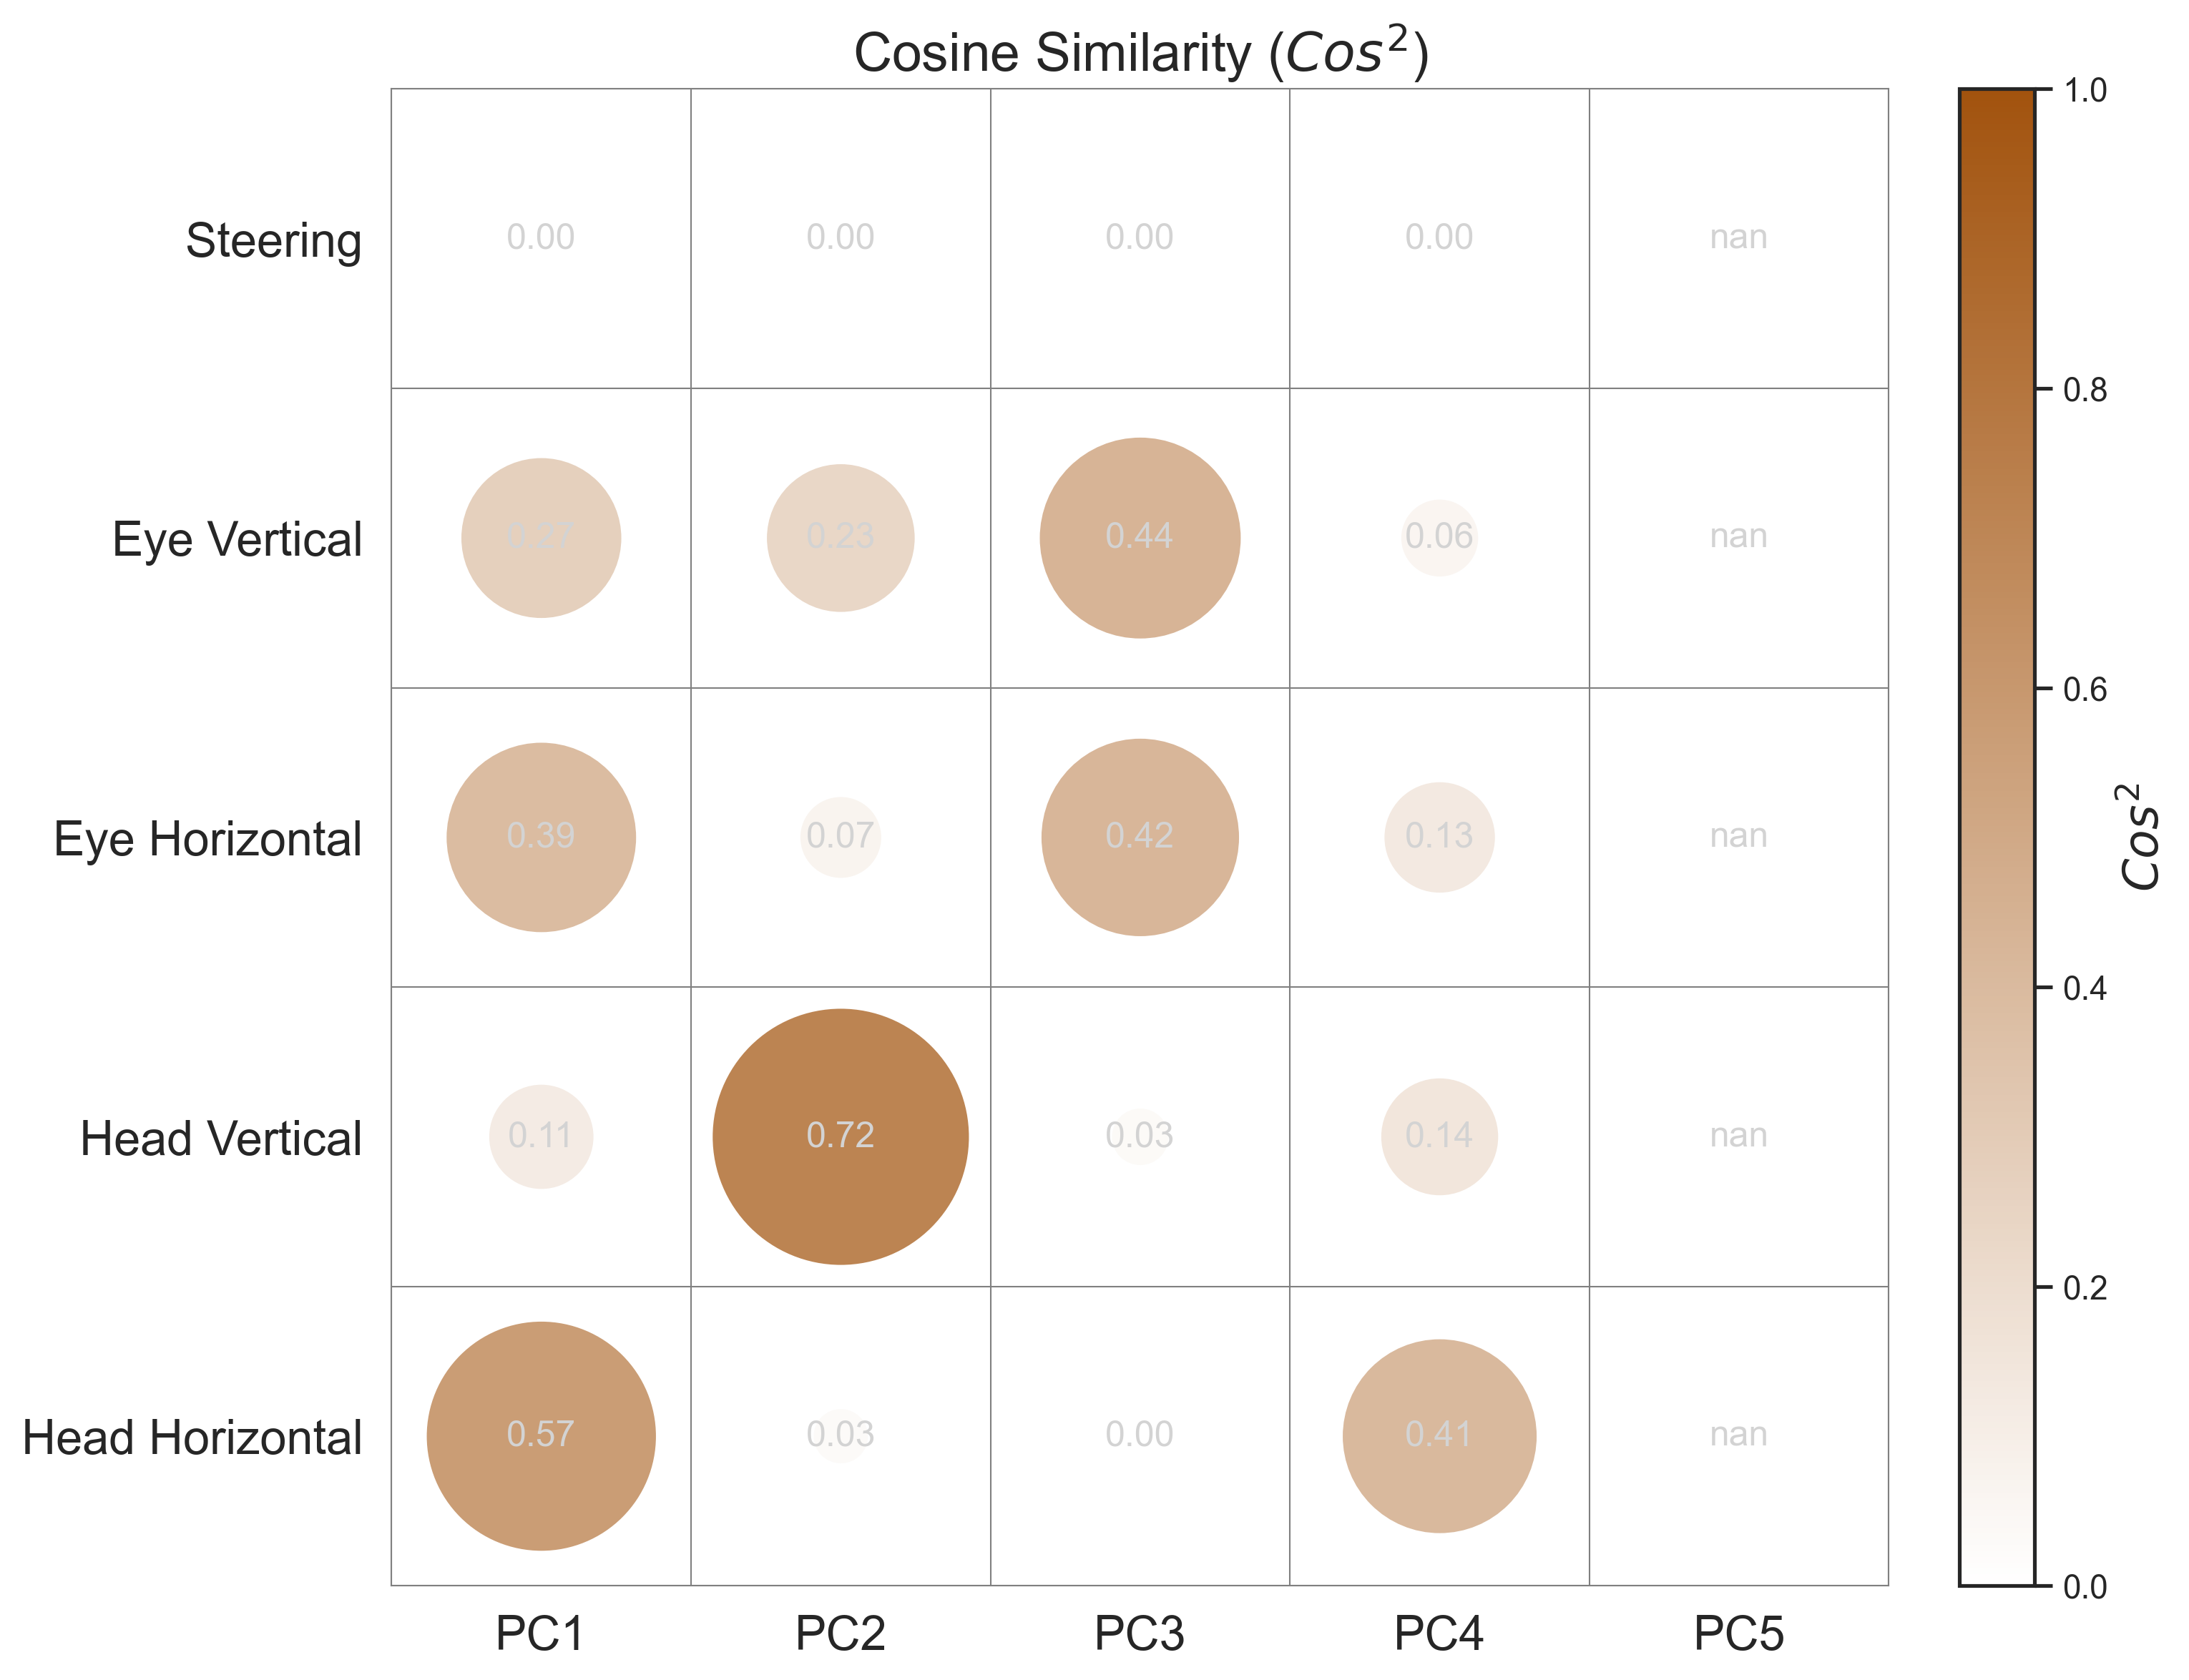 Cosine Similarity (Cos²)
Steering 0.00 0.00 0.00 0.00 nan
Eye Vertical 0.27 0.23 0.44 0.06 nan
Eye Horizontal 0.39 0.07 0.42 0.13 nan
Head Vertical 0.11 0.72 0.03 0.14 nan
Head Horizontal 0.57 0.03 0.00 0.41 nan
PC1 PC2 PC3 PC4 PC5
1.0
0.8
0.6
0.4
0.2
0.0
Cos²